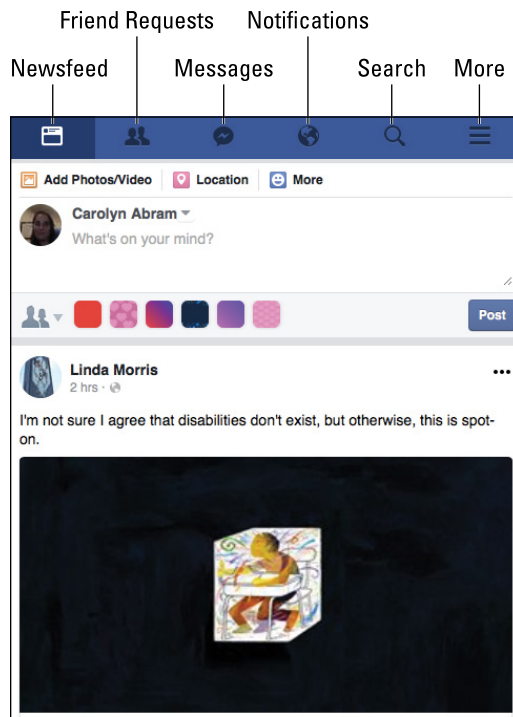 Friend Requests Notifications
Newsfeed Messages Search More
Add Photos/Video Location More
Carolyn Abram
What's on your mind?
Post
Linda Morris
2 hrs ·
I'm not sure I agree that disabilities don't exist, but otherwise, this is spot-
on.